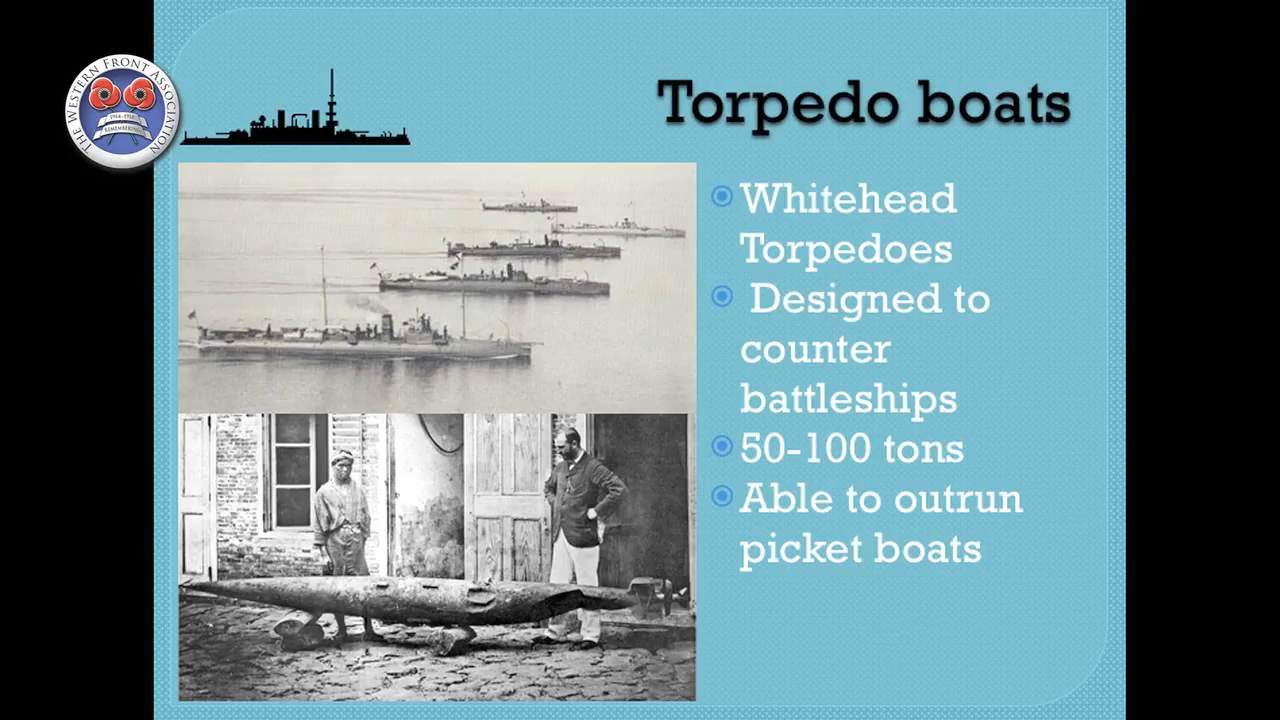 THE WESTERN FRONT ASSOCIATION
1914-1918
REMEMBERING
Torpedo boats
Whitehead
Torpedoes
Designed to
counter
battleships
50-100 tons
Able to outrun
picket boats